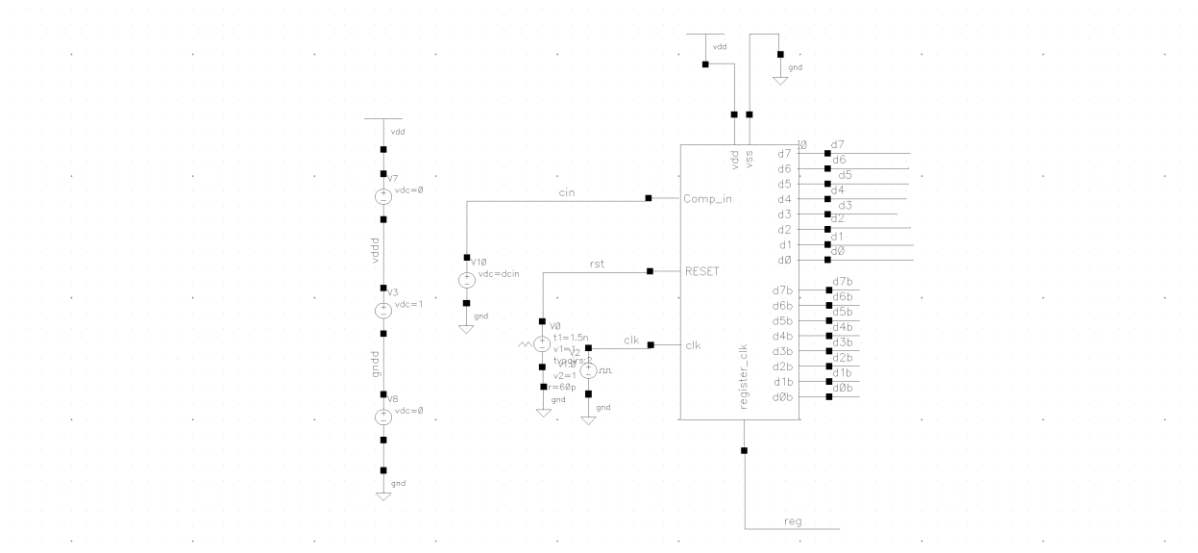 vdd
gnd
vdd
vss
vdd
V7
vdc=0
vddd
V3
vdc=1
gndd
V8
vdc=0
gnd
cin
V10
vdc=dcin
gnd
rst
V0
t1=1.5n
v2=1
r=60p
gnd
clk
V2
gnd
Comp_in
RESET
clk
register_clk
reg
d7
d6
d5
d4
d3
d2
d1
d0
d7b
d6b
d5b
d4b
d3b
d2b
d1b
d0b
d7
d6
d5
d4
d3
d2
d1
d0
d7b
d6b
d5b
d4b
d3b
d2b
d1b
d0b